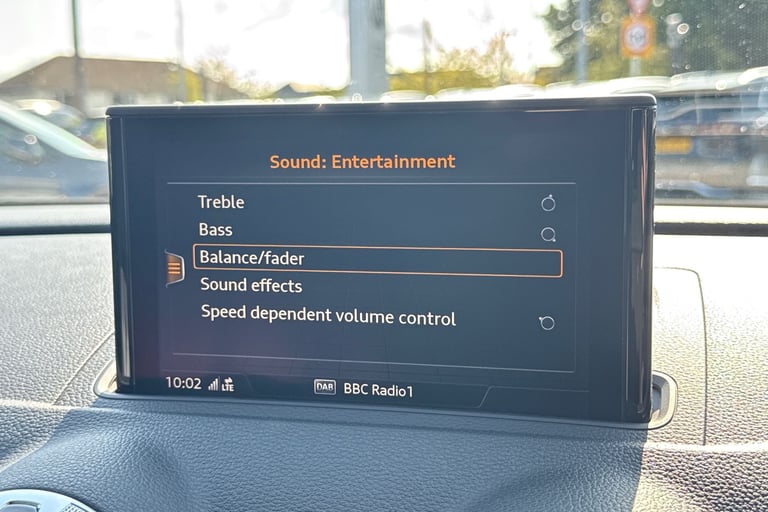 Sound: Entertainment
Treble
Bass
Balance/fader
Sound effects
Speed dependent volume control
10:02 LTE DAB BBC Radio1